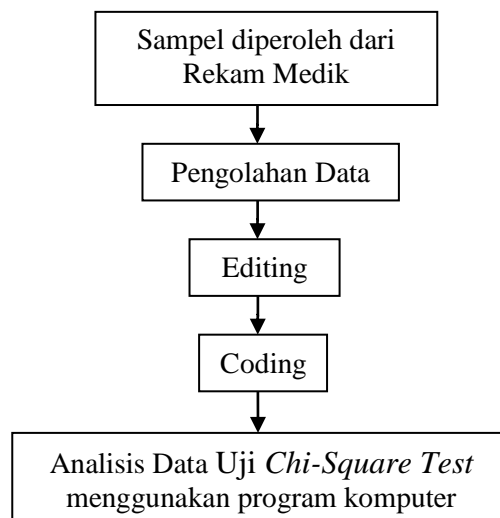 Sampel diperoleh dari
Rekam Medik
Pengolahan Data
Editing
Coding
Analisis Data Uji Chi-Square Test
menggunakan program komputer